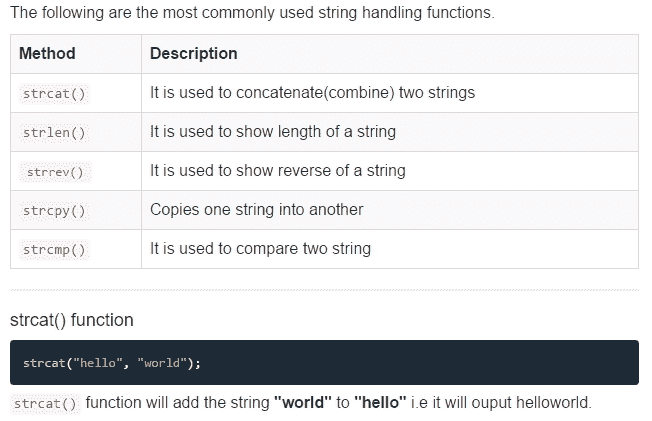 The following are the most commonly used string handling functions.
Method Description
strcat() It is used to concatenate(combine) two strings
strlen() It is used to show length of a string
strrev() It is used to show reverse of a string
strcpy() Copies one string into another
strcmp() It is used to compare two string
strcat() function
strcat("hello", "world");
strcat() function will add the string "world" to "hello" i.e it will ouput helloworld.